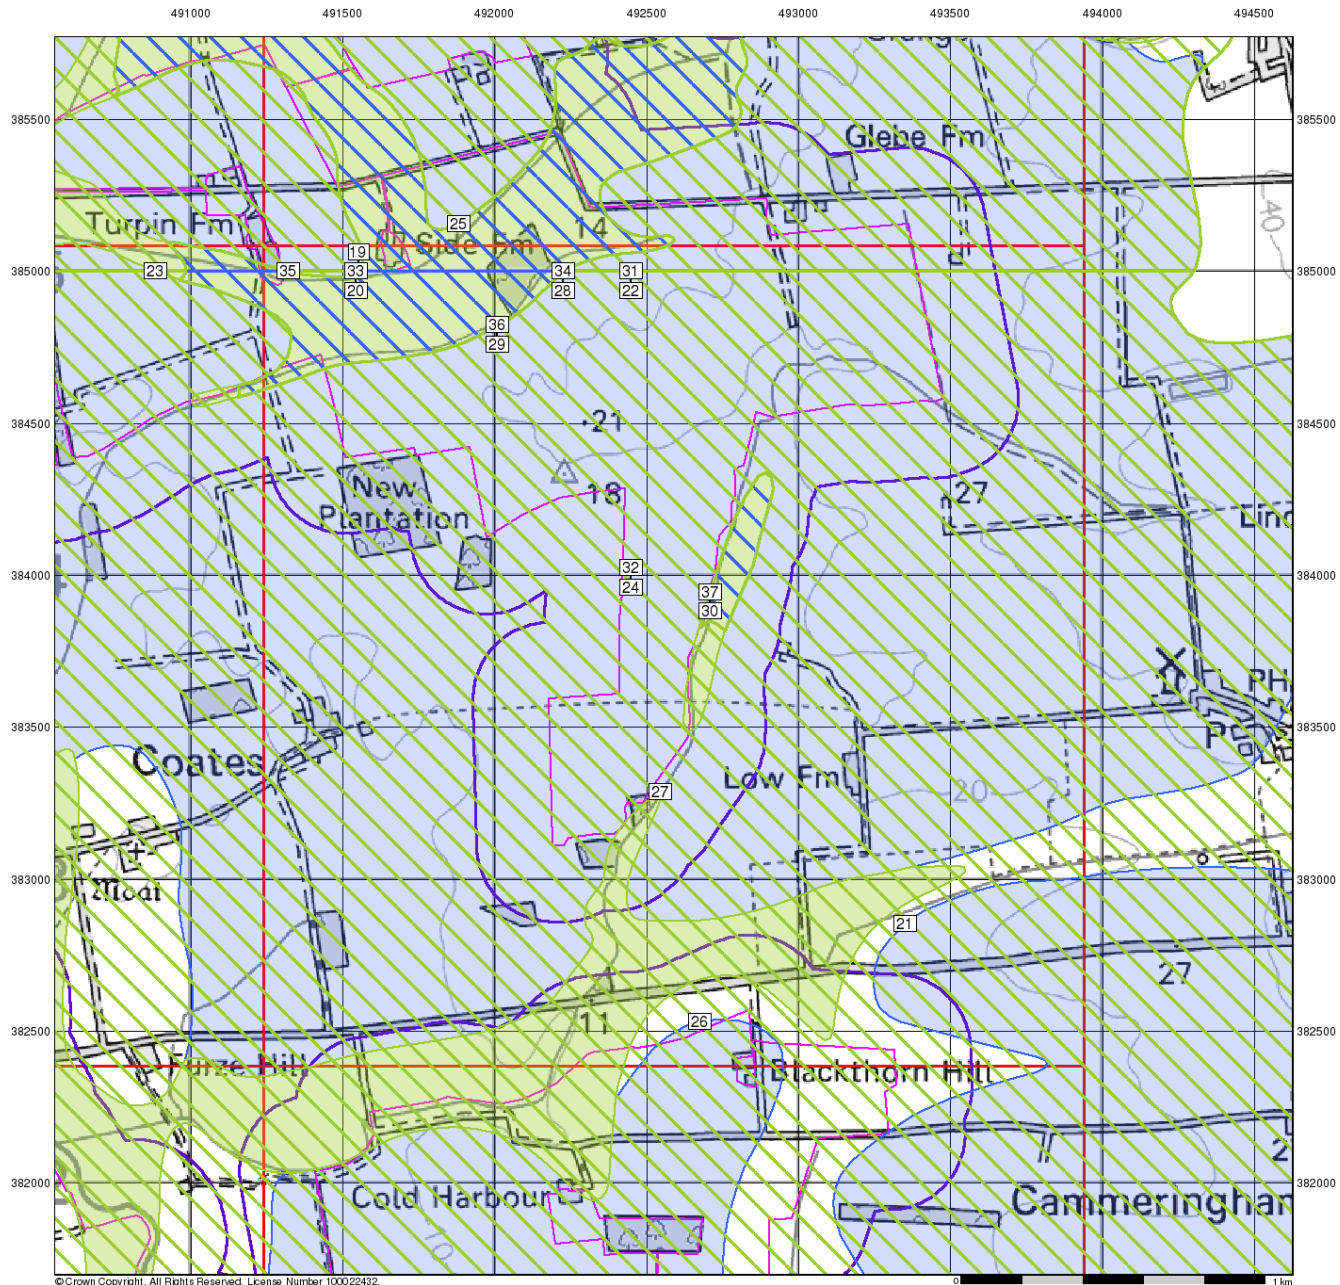 491000 491500 492000 492500 493000 493500 494000 494500
385500 Glebe Fm 385500
40
Turpin Fm 25 14
19 Side Fm
385000 23 35 33 34 31 385000
20 28 22
36
29
384500 21 384500
New 18 27
Plantation
384000 32 384000
24 37
30
PH
383500 P 383500
Coates Low Fm 20
27
Moat
383000 383000
21
27
11
382500 26 382500
Furze Hill Blackthorn Hill
2
382000 Cold Harbour 382000
10
© Crown Copyright. All Rights Reserved. License Number 100022432. 0 1 km